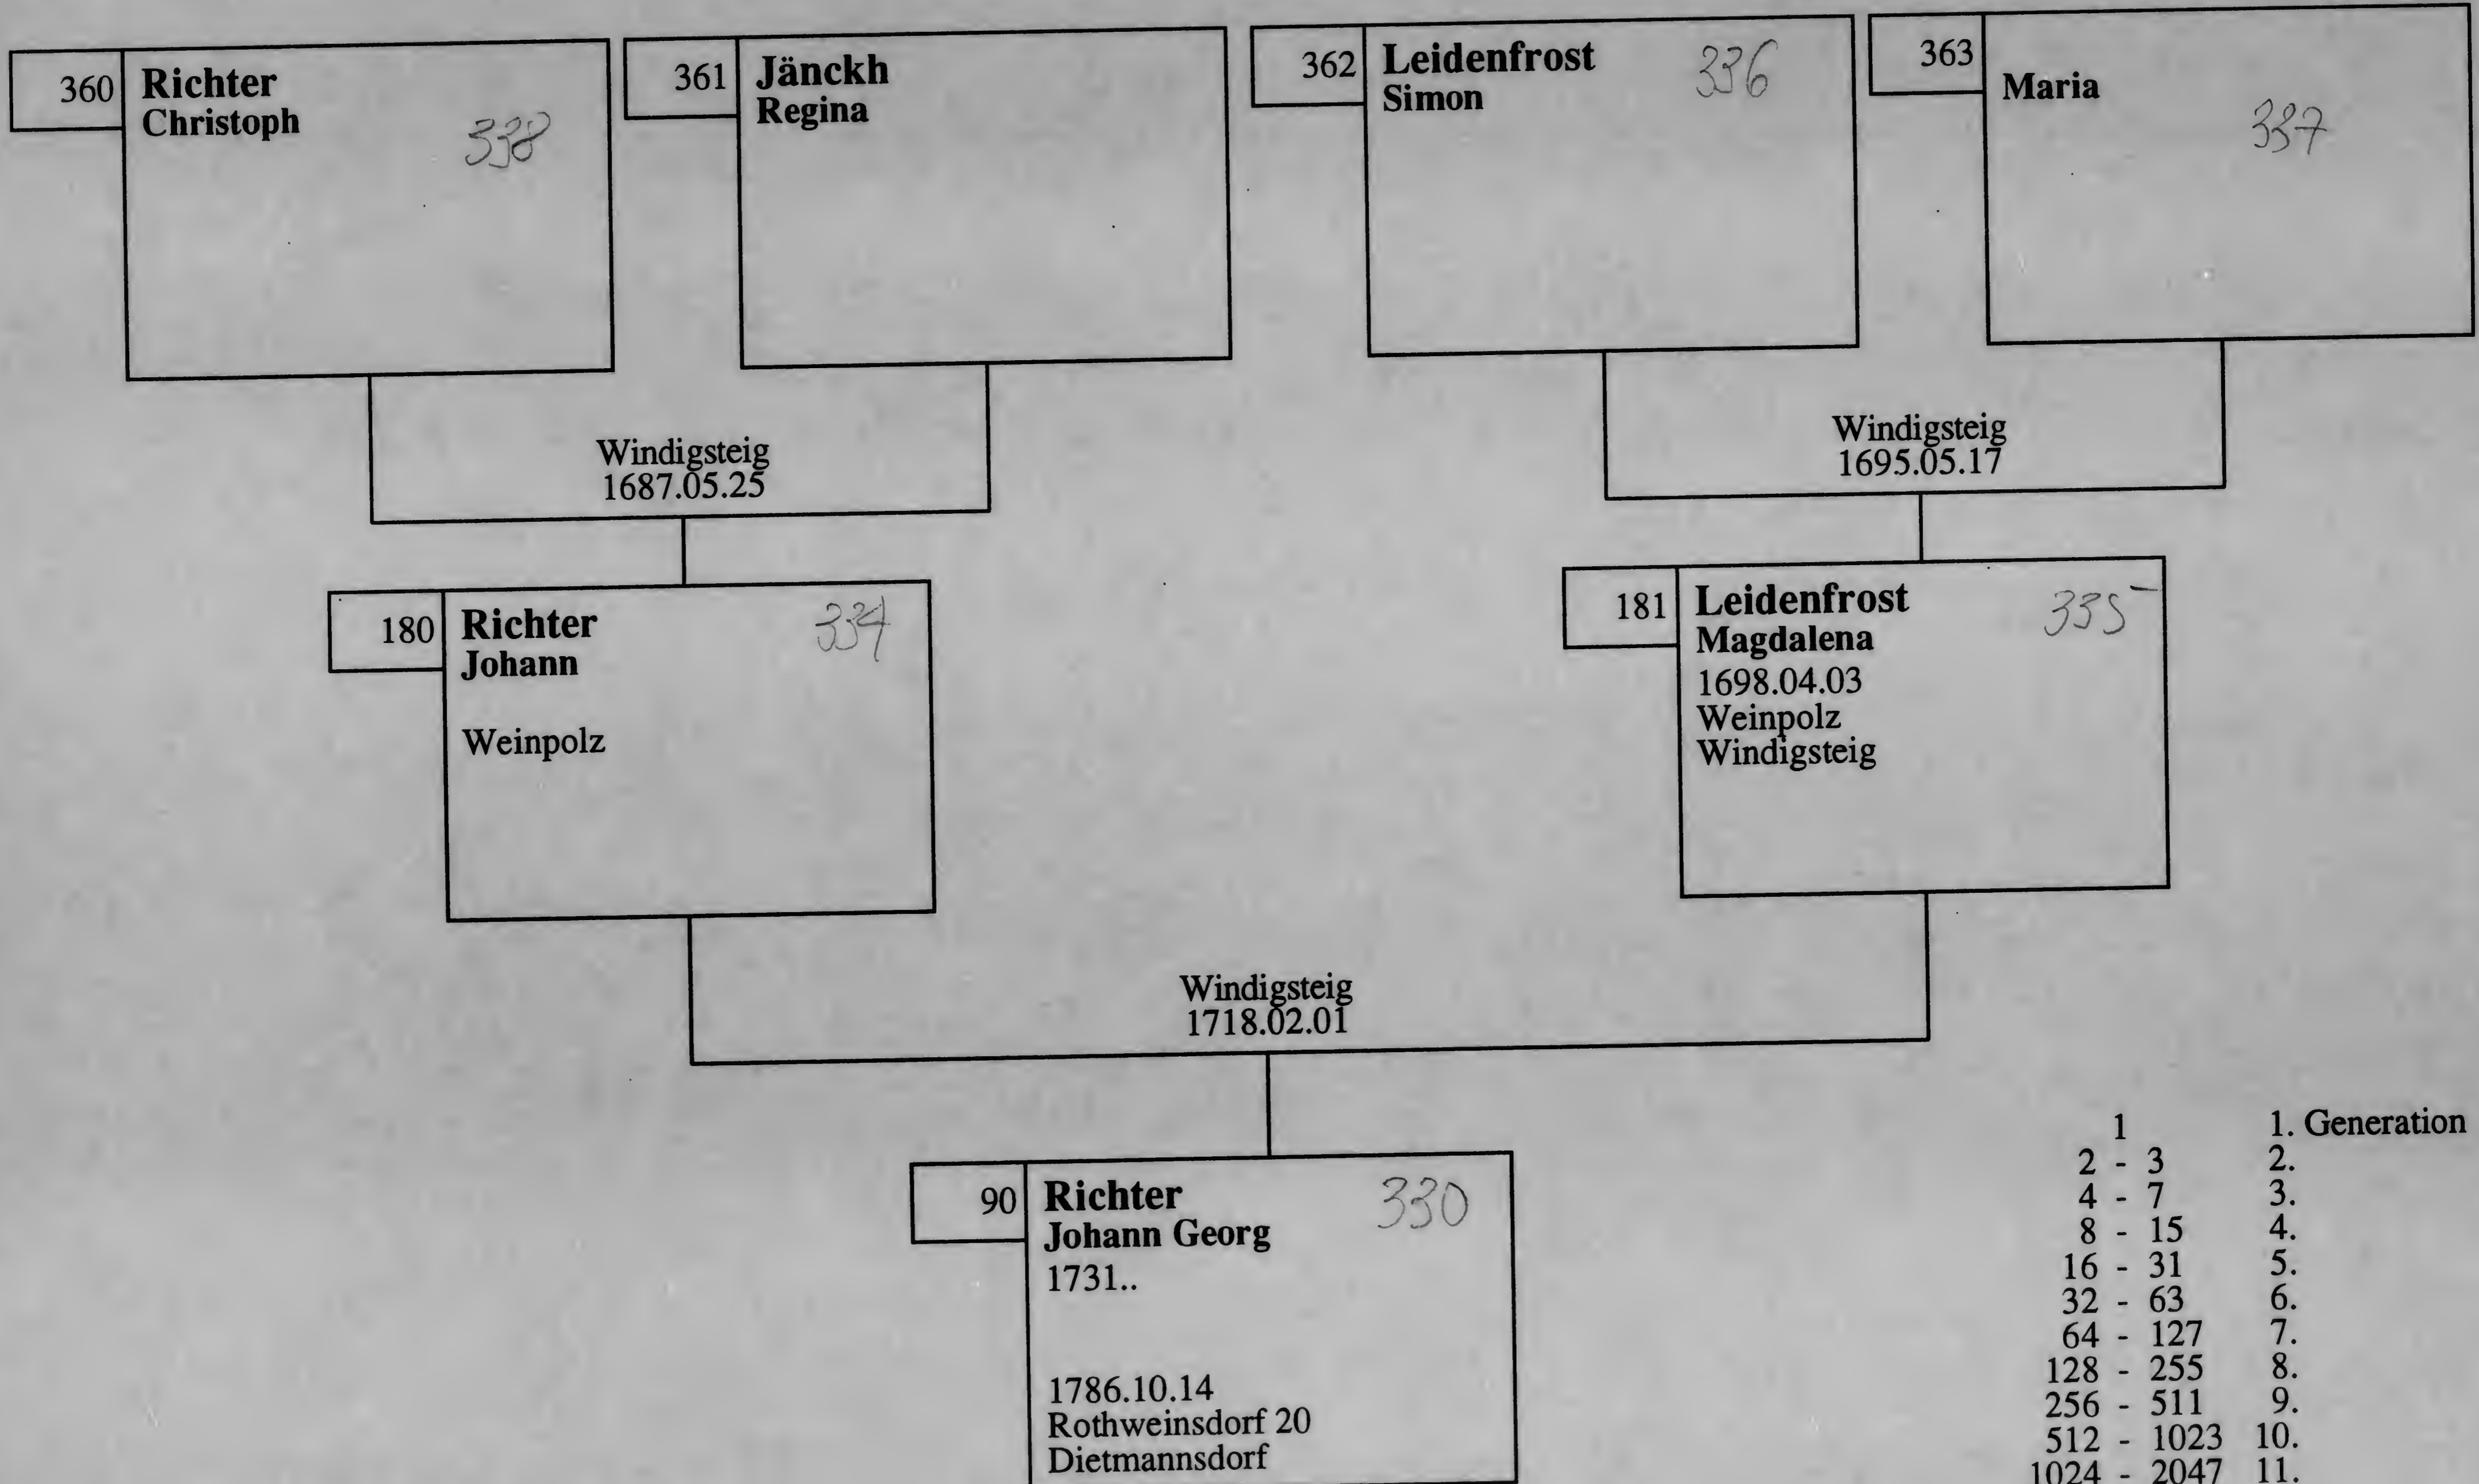 360
Richter
Christoph
338
361
Jänckh
Regina
362
Leidenfrost
Simon
336
363
Maria
337
Windigsteig
1687.05.25
Windigsteig
1695.05.17
180
Richter
Johann
334
Weinpolz
181
Leidenfrost
Magdalena
335
1698.04.03
Weinpolz
Windigsteig
Windigsteig
1718.02.01
90
Richter
Johann Georg
330
1731..
1786.10.14
Rothweinsdorf 20
Dietmannsdorf
1 1. Generation
2 - 3 2.
4 - 7 3.
8 - 15 4.
16 - 31 5.
32 - 63 6.
64 - 127 7.
128 - 255 8.
256 - 511 9.
512 - 1023 10.
1024 - 2047 11.